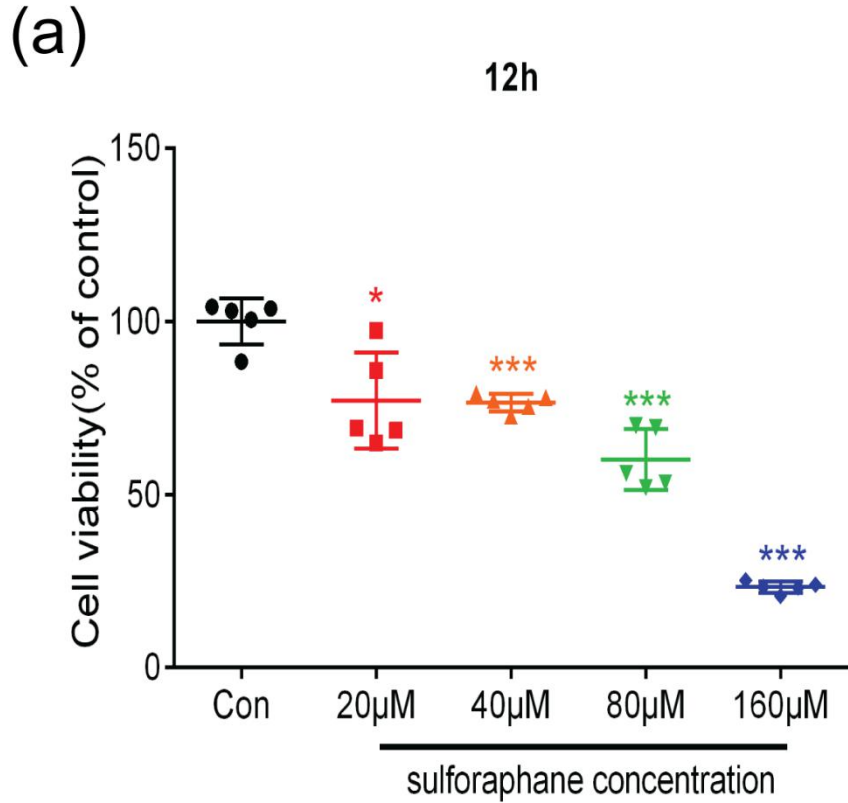 (a)
12h
Cell viability(% of control)
150
100
50
0
*
***
***
***
Con 20µM 40µM 80µM 160µM
sulforaphane concentration